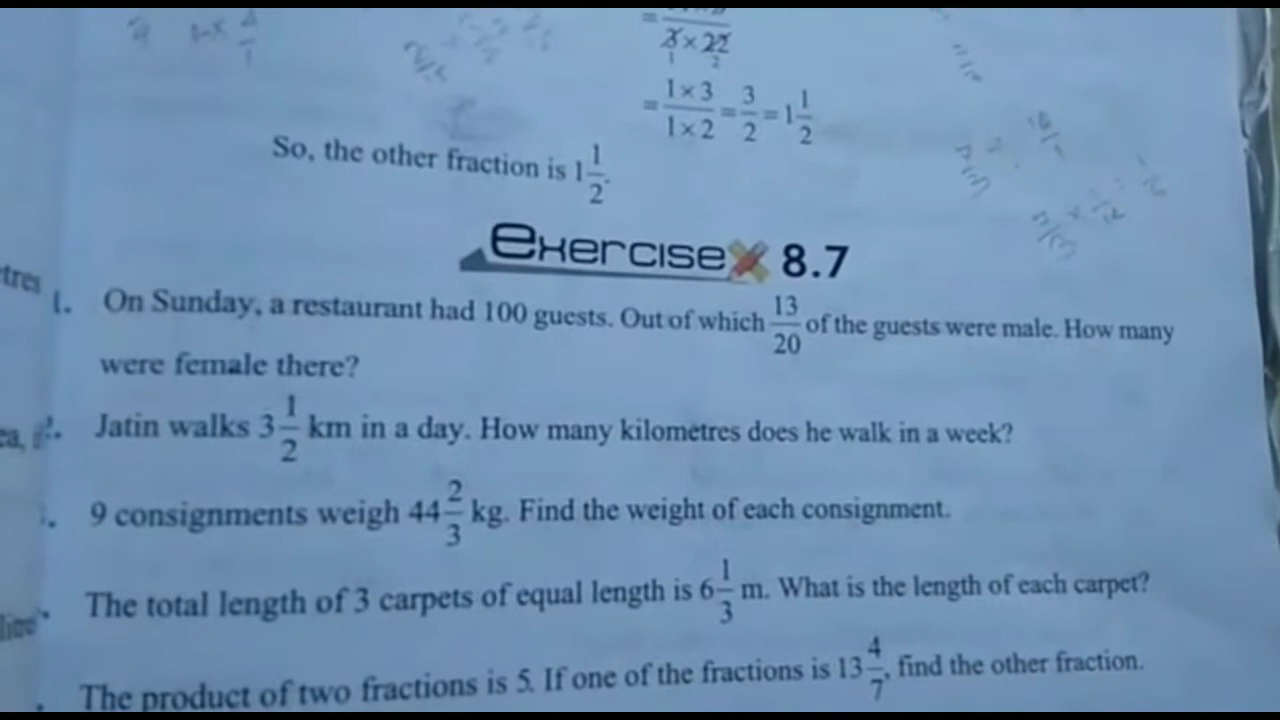 3 × 22
= 1 × 3 / 1 × 2 = 3/2 = 1 1/2
So, the other fraction is 1 1/2.
Exercise 8.7
1. On Sunday, a restaurant had 100 guests. Out of which 13/20 of the guests were male. How many
were female there?
Jatin walks 3 1/2 km in a day. How many kilometres does he walk in a week?
9 consignments weigh 44 2/3 kg. Find the weight of each consignment.
The total length of 3 carpets of equal length is 6 1/3 m. What is the length of each carpet?
The product of two fractions is 5. If one of the fractions is 13 4/7, find the other fraction.